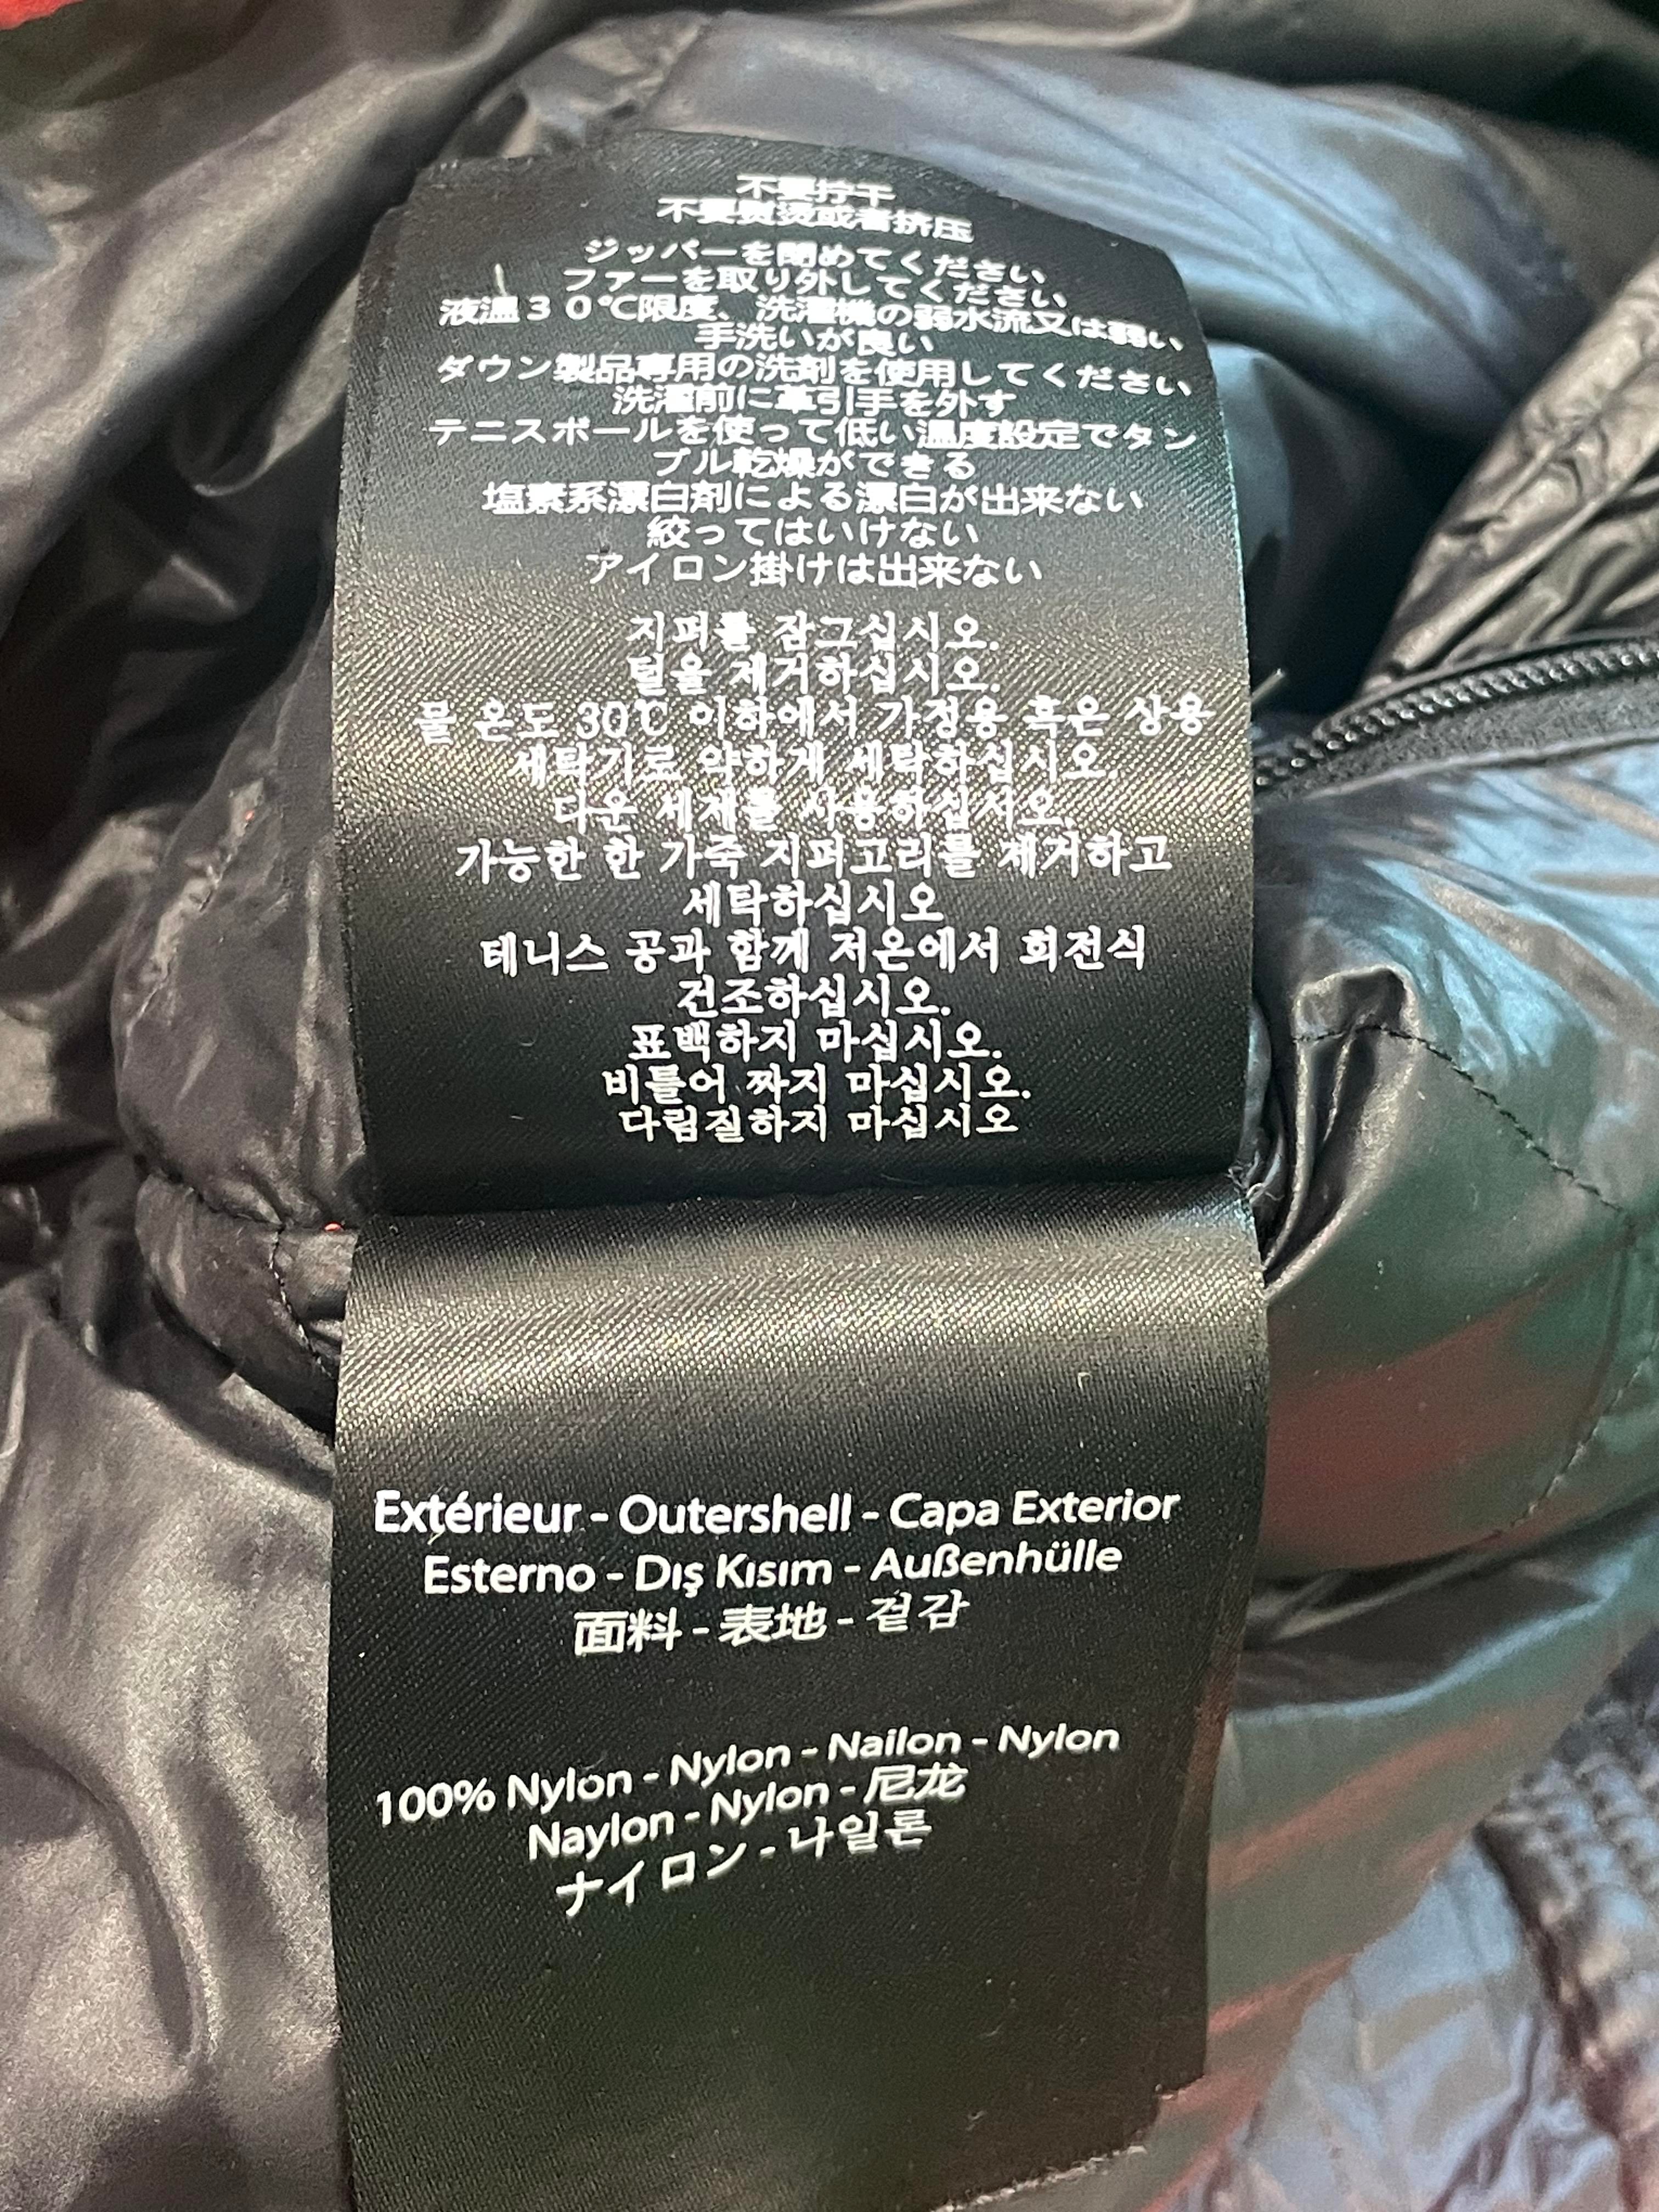 不要拧干
不要熨烫或者挤压
ジッパーを閉めてください
ファーを取り外してください
液温３０℃限度、洗濯機の弱水流又は弱い
手洗いが良い
ダウン製品専用の洗剤を使用してください
洗濯前に革引手を外す
テニスボールを使って低い温度設定でタン
ブル乾燥ができる
塩素系漂白剤による漂白が出来ない
絞ってはいけない
アイロン掛けは出来ない
지퍼를 잠그십시오.
털을 제거하십시오.
물 온도 30℃ 이하에서 가정용 혹은 상용
세탁기로 약하게 세탁하십시오.
다운 세제를 사용하십시오.
가능한 한 가죽 지퍼고리를 제거하고
세탁하십시오
테니스 공과 함께 저온에서 회전식
건조하십시오.
표백하지 마십시오.
비틀어 짜지 마십시오.
다림질하지 마십시오
Extérieur - Outershell - Capa Exterior
Esterno - Dış Kısım - Außenhülle
面料 - 表地 - 겉감
100% Nylon - Nylon - Nailon - Nylon
Naylon - Nylon - 尼龙
ナイロン - 나일론